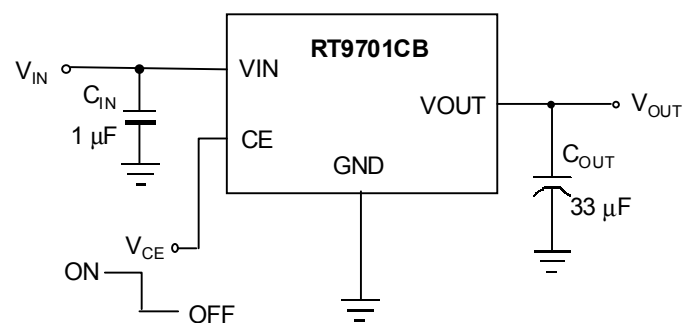 RT9701CB
V_IN
VIN
C_IN
1 μF
CE
VOUT
V_OUT
GND
C_OUT
33 μF
V_CE
ON
OFF